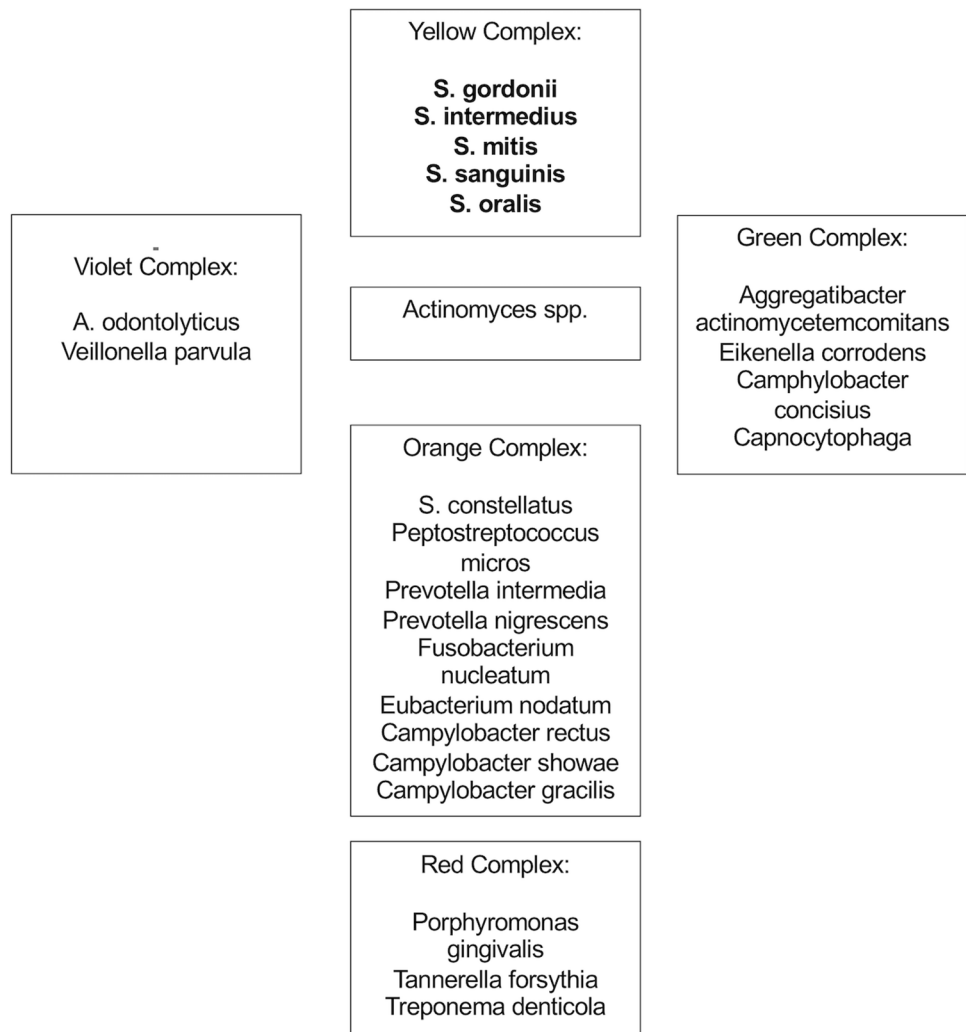 Yellow Complex:
S. gordonii
S. intermedius
S. mitis
S. sanguinis
S. oralis
Violet Complex:
A. odontolyticus
Veillonella parvula
Actinomyces spp.
Green Complex:
Aggregatibacter
actinomycetemcomitans
Eikenella corrodens
Camphylobacter
concisius
Capnocytophaga
Orange Complex:
S. constellatus
Peptostreptococcus
micros
Prevotella intermedia
Prevotella nigrescens
Fusobacterium
nucleatum
Eubacterium nodatum
Campylobacter rectus
Campylobacter showae
Campylobacter gracilis
Red Complex:
Porphyromonas
gingivalis
Tannerella forsythia
Treponema denticola